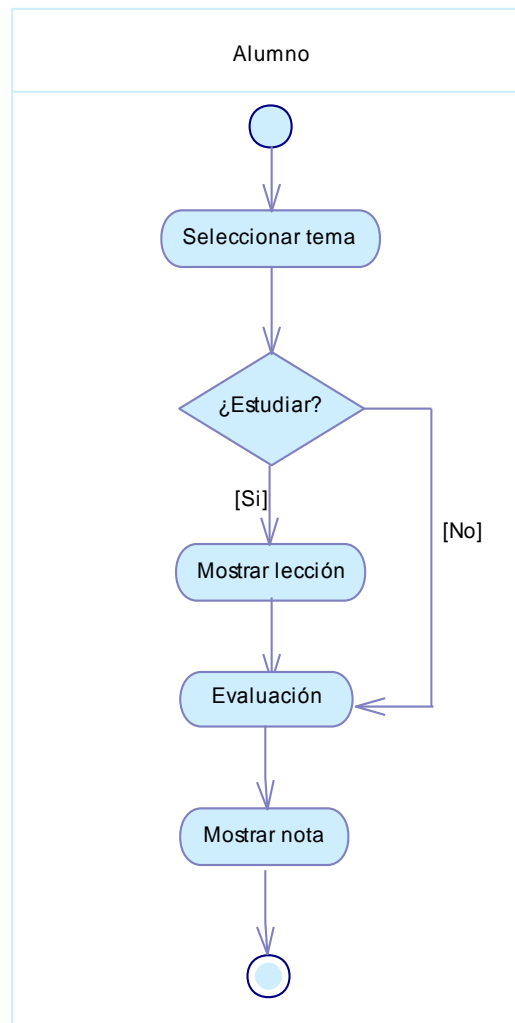 Alumno
Seleccionar tema
¿Estudiar?
[Si]
[No]
Mostrar lección
Evaluación
Mostrar nota